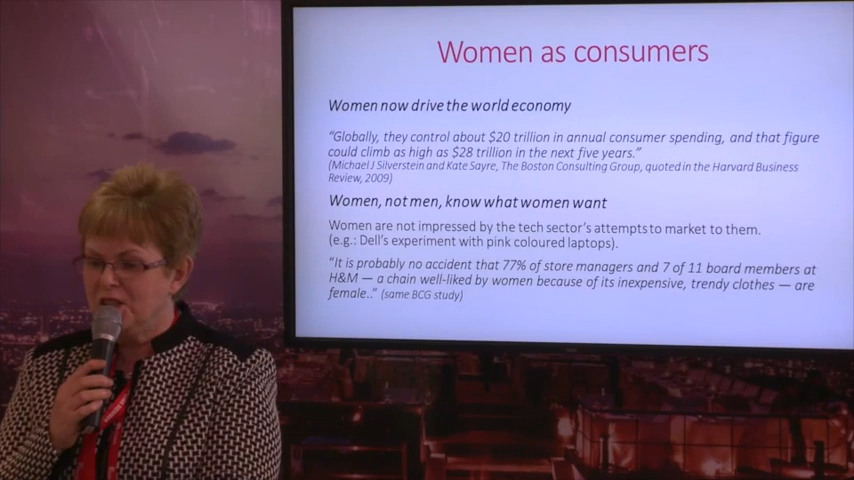 Women as consumers
Women now drive the world economy
“Globally, they control about $20 trillion in annual consumer spending, and that figure
could climb as high as $28 trillion in the next five years.”
(Michael J Silverstein and Kate Sayre, The Boston Consulting Group, quoted in the Harvard Business
Review, 2009)
Women, not men, know what women want
Women are not impressed by the tech sector’s attempts to market to them.
(e.g.: Dell’s experiment with pink coloured laptops).
“It is probably no accident that 77% of store managers and 7 of 11 board members at
H&M — a chain well-liked by women because of its inexpensive, trendy clothes — are
female..” (same BCG study)